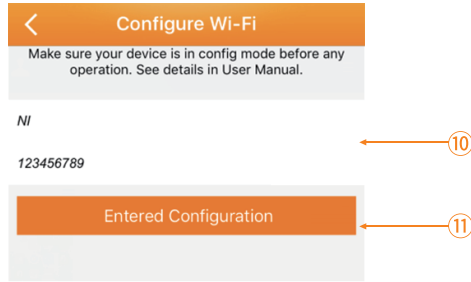 Configure Wi-Fi
Make sure your device is in config mode before any
operation. See details in User Manual.
NI
10
123456789
Entered Configuration
11